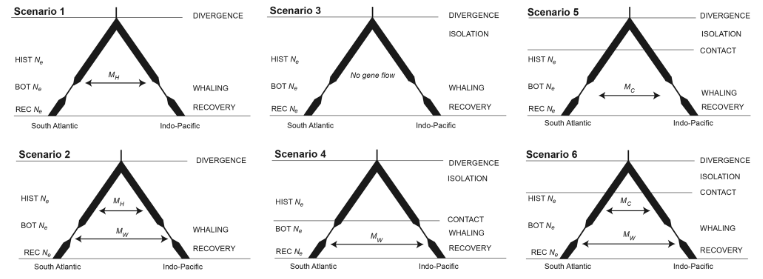 Scenario 1
DIVERGENCE
HIST Ne
MH
BOT Ne
WHALING
REC Ne
RECOVERY
South Atlantic
Indo-Pacific
Scenario 3
DIVERGENCE
ISOLATION
HIST Ne
No gene flow
BOT Ne
WHALING
REC Ne
RECOVERY
South Atlantic
Indo-Pacific
Scenario 5
DIVERGENCE
ISOLATION
CONTACT
HIST Ne
BOT Ne
MC
WHALING
REC Ne
RECOVERY
South Atlantic
Indo-Pacific
Scenario 2
DIVERGENCE
HIST Ne
MH
BOT Ne
WHALING
MW
REC Ne
RECOVERY
South Atlantic
Indo-Pacific
Scenario 4
DIVERGENCE
ISOLATION
HIST Ne
CONTACT
BOT Ne
WHALING
MW
REC Ne
RECOVERY
South Atlantic
Indo-Pacific
Scenario 6
DIVERGENCE
ISOLATION
CONTACT
HIST Ne
MC
BOT Ne
WHALING
MW
REC Ne
RECOVERY
South Atlantic
Indo-Pacific